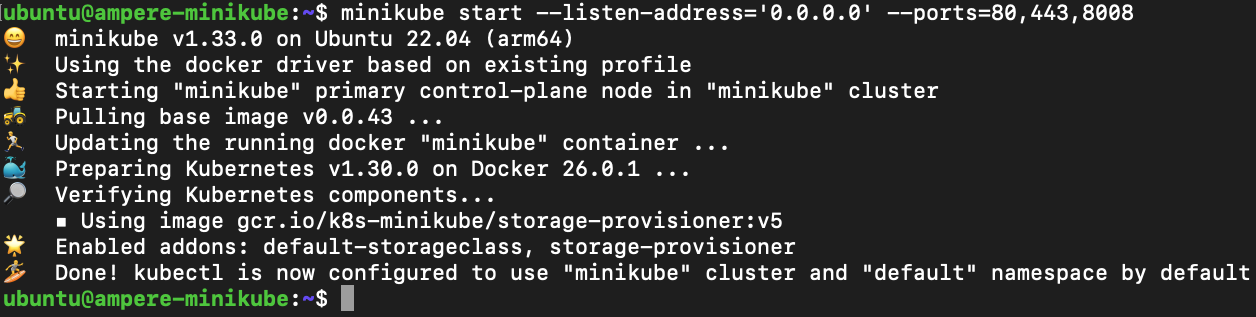 ubuntu@ampere-minikube:~$ minikube start --listen-address='0.0.0.0' --ports=80,443,8008
😄 minikube v1.33.0 on Ubuntu 22.04 (arm64)
✨ Using the docker driver based on existing profile
👍 Starting "minikube" primary control-plane node in "minikube" cluster
🚜 Pulling base image v0.0.43 ...
🏃 Updating the running docker "minikube" container ...
🐳 Preparing Kubernetes v1.30.0 on Docker 26.0.1 ...
🔎 Verifying Kubernetes components...
▪ Using image gcr.io/k8s-minikube/storage-provisioner:v5
🌟 Enabled addons: default-storageclass, storage-provisioner
🏄 Done! kubectl is now configured to use "minikube" cluster and "default" namespace by default
ubuntu@ampere-minikube:~$